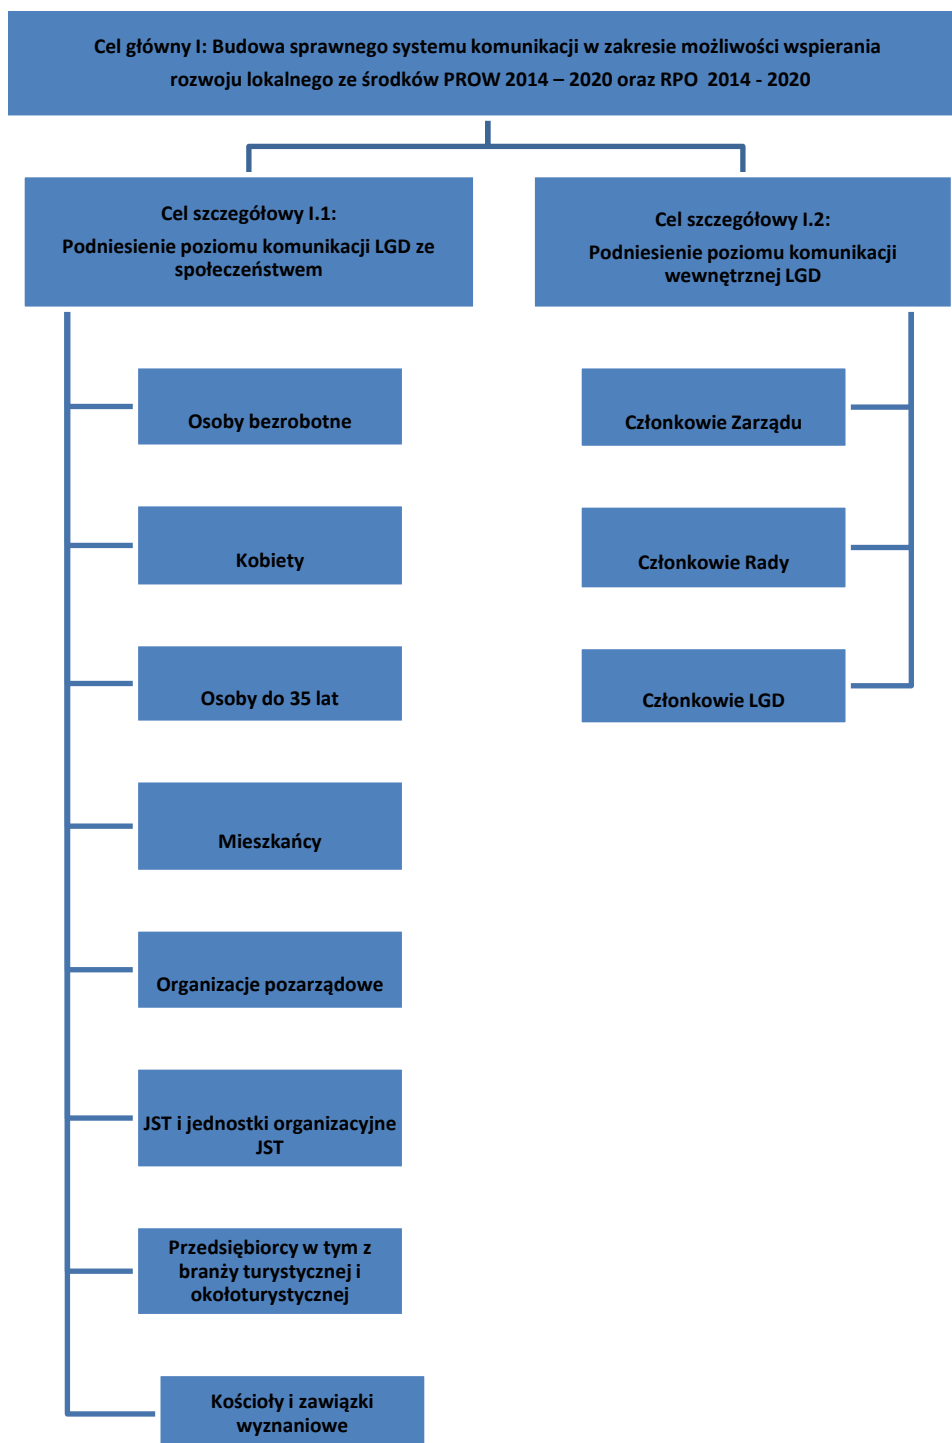 Cel główny I: Budowa sprawnego systemu komunikacji w zakresie możliwości wspierania
rozwoju lokalnego ze środków PROW 2014 – 2020 oraz RPO 2014 - 2020
Cel szczegółowy I.1:
Podniesienie poziomu komunikacji LGD ze
społeczeństwem
Osoby bezrobotne
Kobiety
Osoby do 35 lat
Mieszkańcy
Organizacje pozarządowe
JST i jednostki organizacyjne
JST
Przedsiębiorcy w tym z
branży turystycznej i
okołoturystycznej
Kościoły i zawiązki
wyznaniowe
Cel szczegółowy I.2:
Podniesienie poziomu komunikacji
wewnętrznej LGD
Członkowie Zarządu
Członkowie Rady
Członkowie LGD